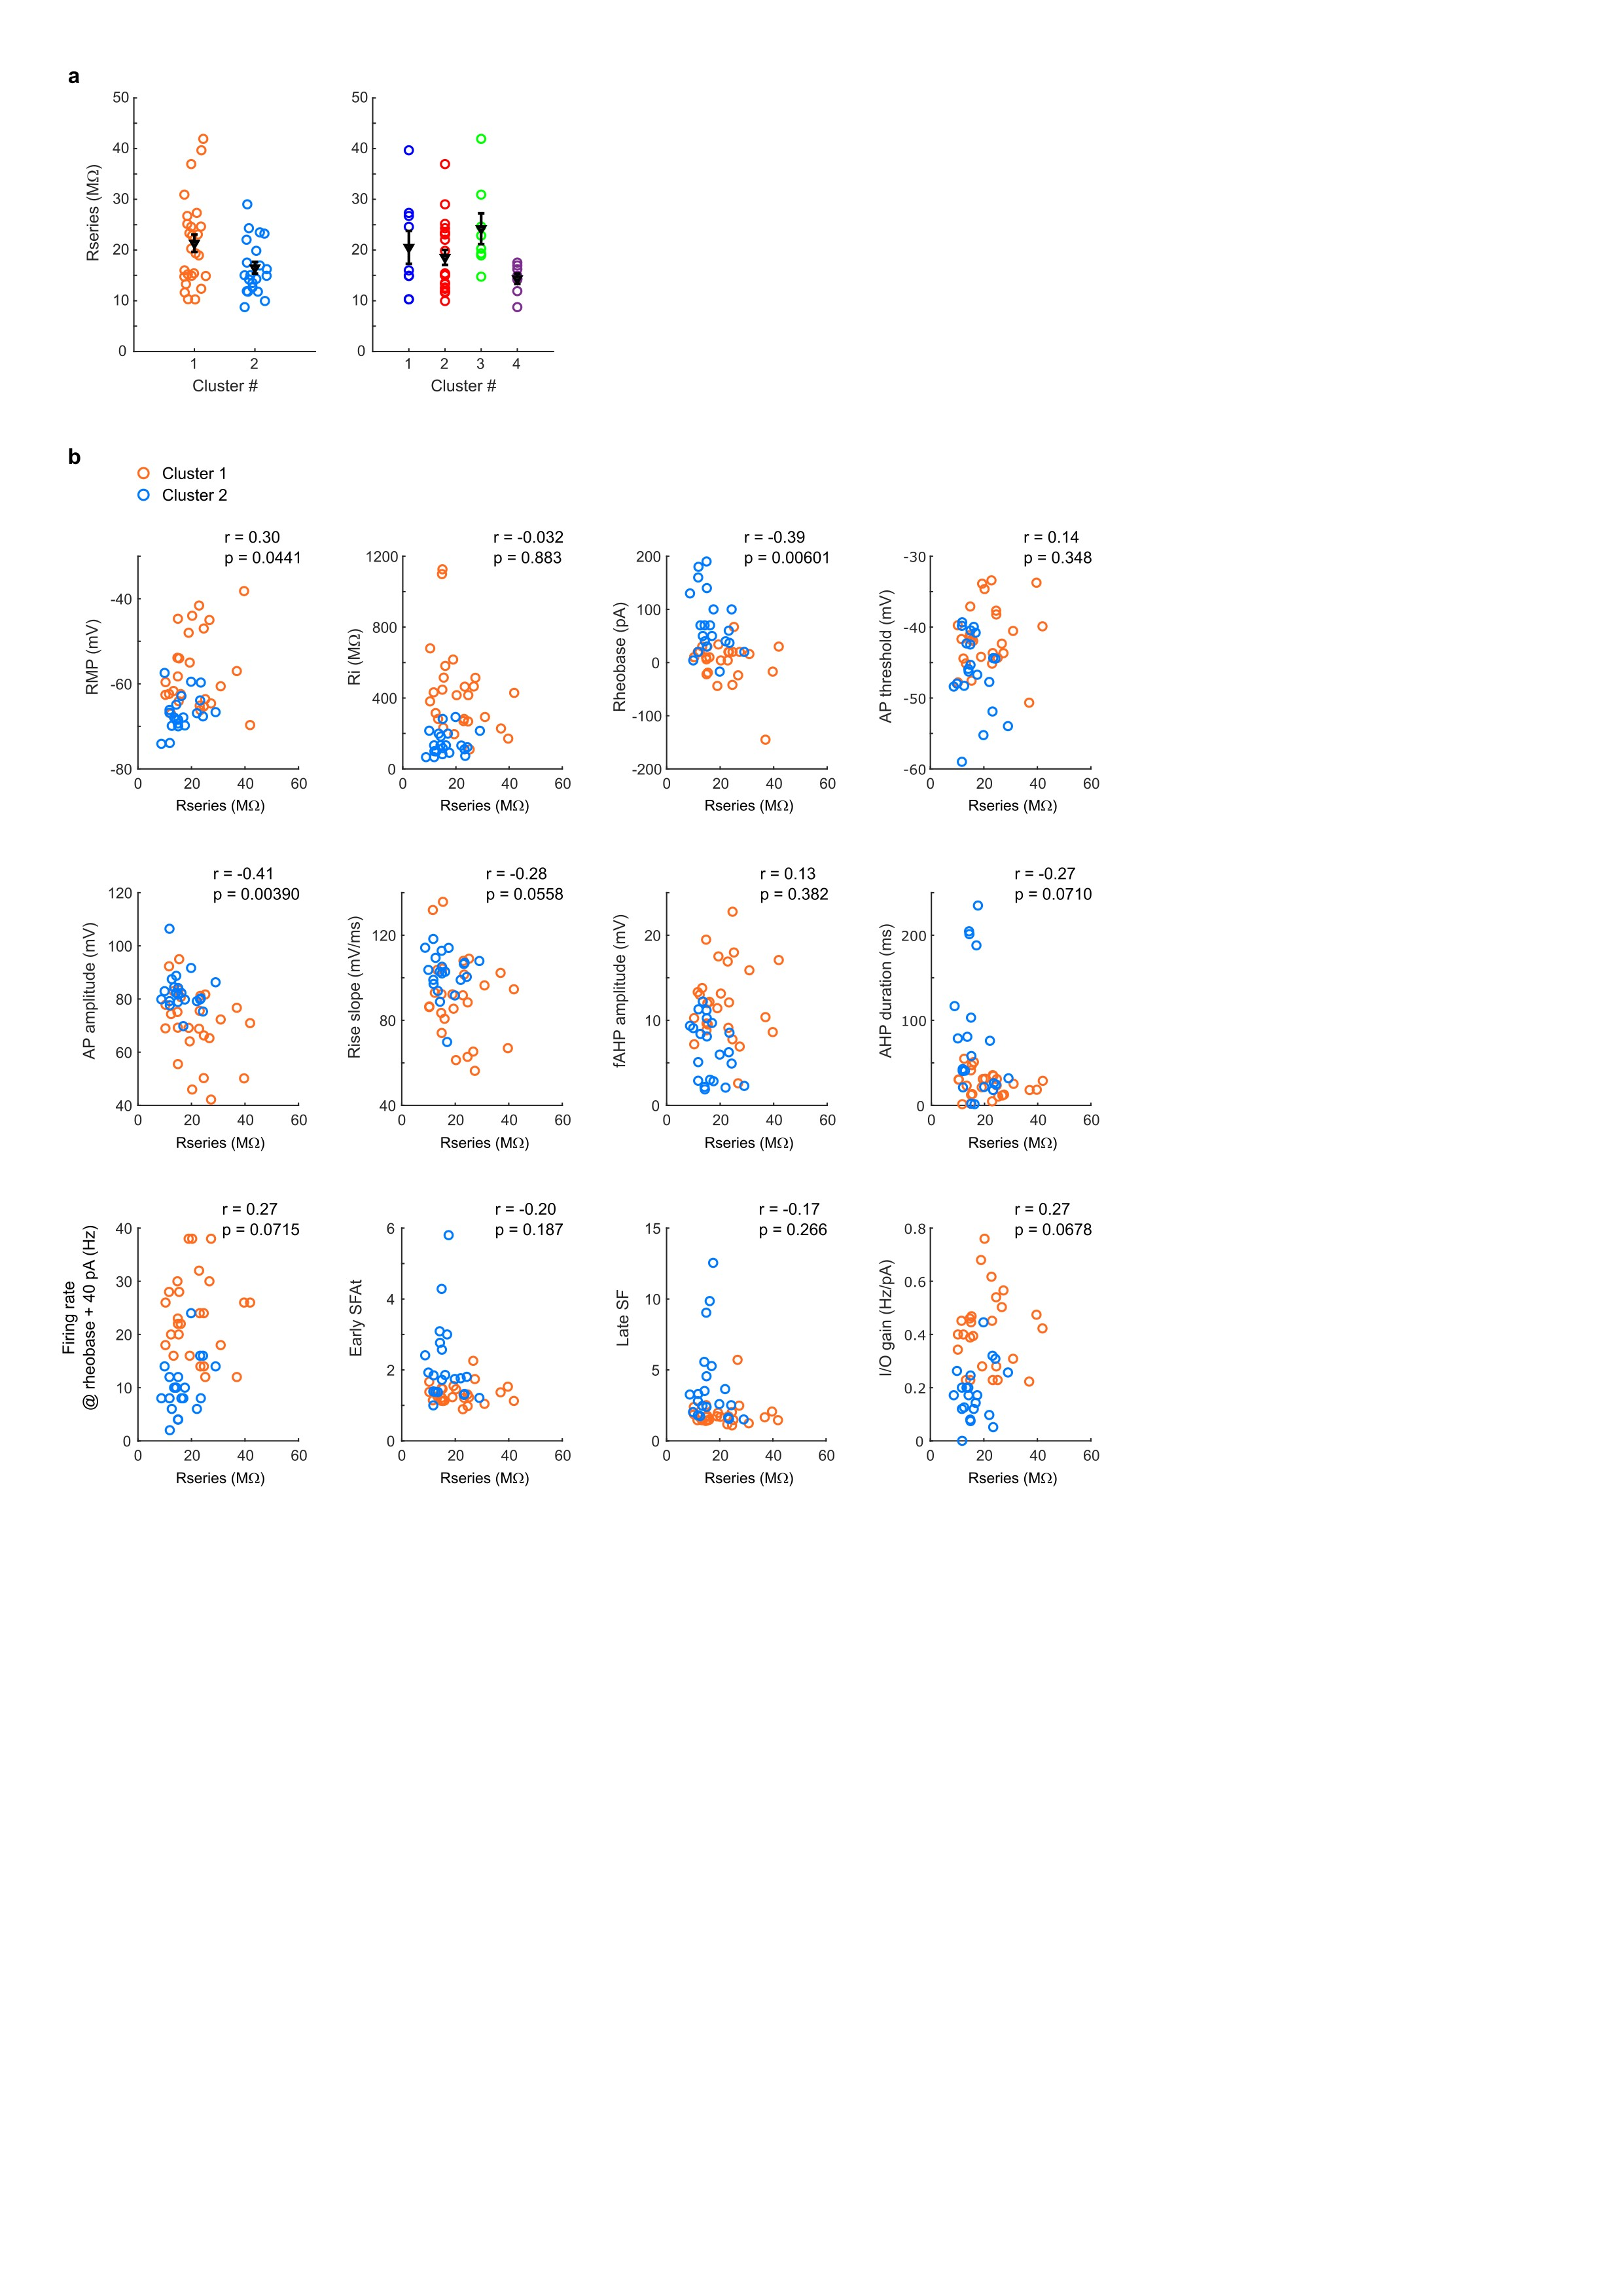 a
50
40
30
20
10
0
Rseries (MΩ)
1 2
Cluster #
50
40
30
20
10
0
1 2 3 4
Cluster #
b
Cluster 1
Cluster 2
r = 0.30
p = 0.0441
-40
-60
-80
RMP (mV)
0 20 40 60
Rseries (MΩ)
r = -0.032
p = 0.883
1200
800
400
0
Ri (MΩ)
0 20 40 60
Rseries (MΩ)
r = -0.39
p = 0.00601
200
100
0
-100
-200
Rheobase (pA)
0 20 40 60
Rseries (MΩ)
r = 0.14
p = 0.348
-30
-40
-50
-60
AP threshold (mV)
0 20 40 60
Rseries (MΩ)
r = -0.41
p = 0.00390
120
100
80
60
40
AP amplitude (mV)
0 20 40 60
Rseries (MΩ)
r = -0.28
p = 0.0558
120
80
40
Rise slope (mV/ms)
0 20 40 60
Rseries (MΩ)
r = 0.13
p = 0.382
20
10
0
fAHP amplitude (mV)
0 20 40 60
Rseries (MΩ)
r = -0.27
p = 0.0710
200
100
0
AHP duration (ms)
0 20 40 60
Rseries (MΩ)
r = 0.27
p = 0.0715
40
30
20
10
0
Firing rate
@ rheobase + 40 pA (Hz)
0 20 40 60
Rseries (MΩ)
r = -0.20
p = 0.187
6
4
2
0
Early SFAt
0 20 40 60
Rseries (MΩ)
r = -0.17
p = 0.266
15
10
5
0
Late SF
0 20 40 60
Rseries (MΩ)
r = 0.27
p = 0.0678
0.8
0.6
0.4
0.2
0
I/O gain (Hz/pA)
0 20 40 60
Rseries (MΩ)